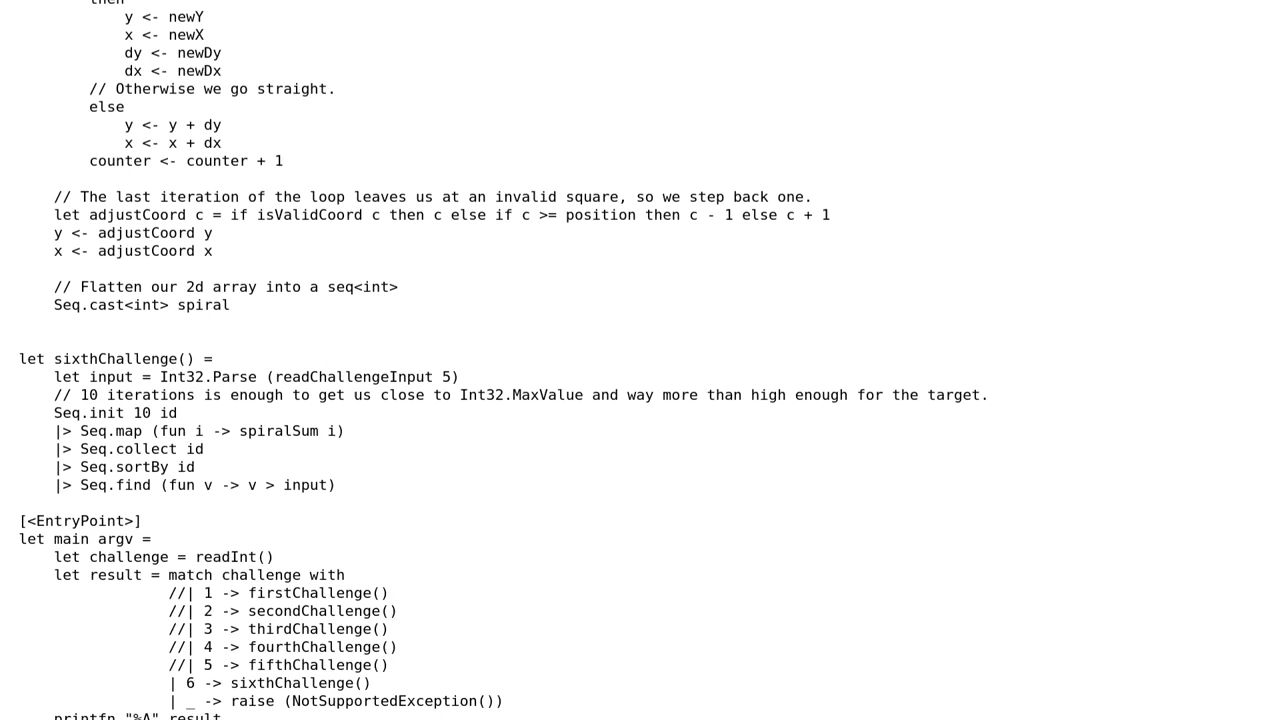 then
y <- newY
x <- newX
dy <- newDy
dx <- newDx
// Otherwise we go straight.
else
y <- y + dy
x <- x + dx
counter <- counter + 1
// The last iteration of the loop leaves us at an invalid square, so we step back one.
let adjustCoord c = if isValidCoord c then c else if c >= position then c - 1 else c + 1
y <- adjustCoord y
x <- adjustCoord x
// Flatten our 2d array into a seq<int>
Seq.cast<int> spiral
let sixthChallenge() =
let input = Int32.Parse (readChallengeInput 5)
// 10 iterations is enough to get us close to Int32.MaxValue and way more than high enough for the target.
Seq.init 10 id
|> Seq.map (fun i -> spiralSum i)
|> Seq.collect id
|> Seq.sortBy id
|> Seq.find (fun v -> v > input)
[<EntryPoint>]
let main argv =
let challenge = readInt()
let result = match challenge with
//| 1 -> firstChallenge()
//| 2 -> secondChallenge()
//| 3 -> thirdChallenge()
//| 4 -> fourthChallenge()
//| 5 -> fifthChallenge()
| 6 -> sixthChallenge()
| _ -> raise (NotSupportedException())
printfn "%A" result